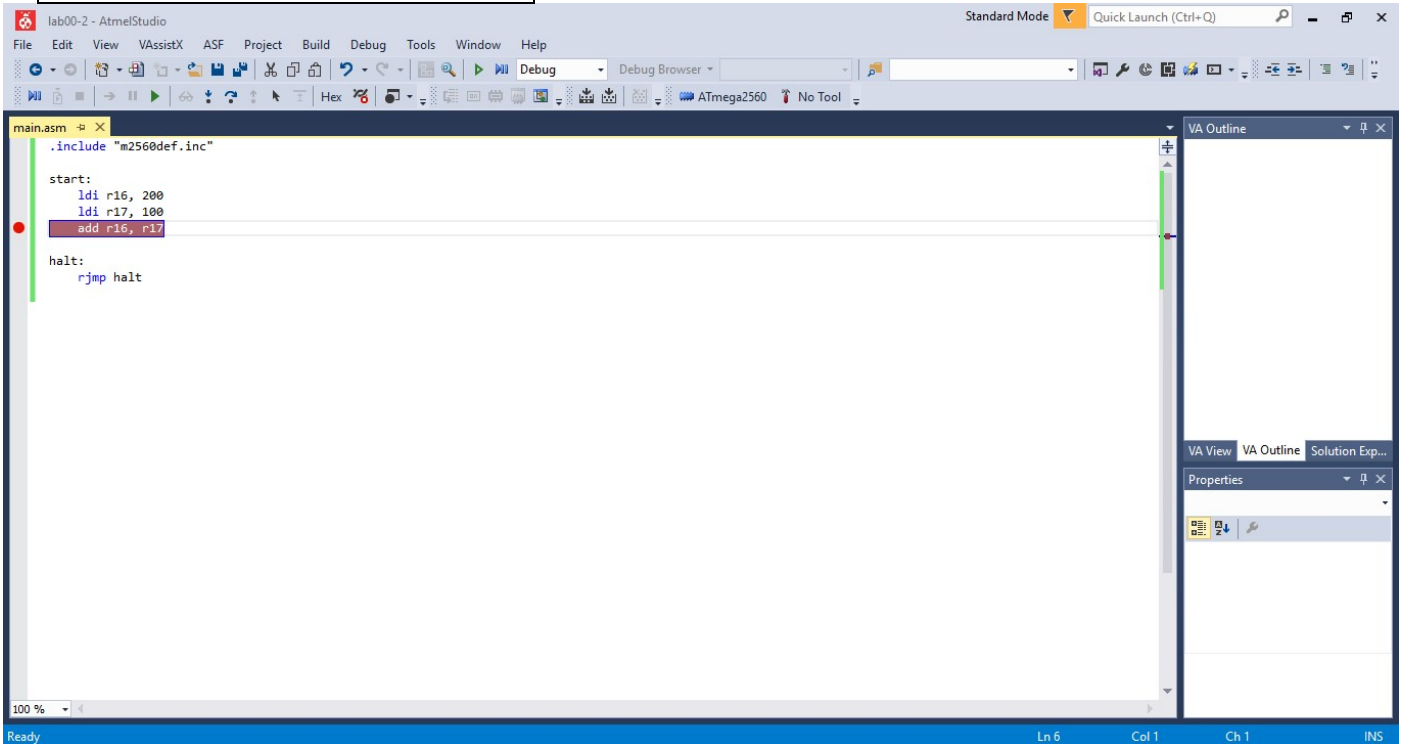 lab00-2 - AtmelStudio
Standard Mode
Quick Launch (Ctrl+Q)
File Edit View VAssistX ASF Project Build Debug Tools Window Help
Debug
Debug Browser
Hex
ATmega2560
No Tool
main.asm
.include "m2560def.inc"
start:
ldi r16, 200
ldi r17, 100
add r16, r17
halt:
rjmp halt
VA Outline
VA View VA Outline Solution Exp...
Properties
100 %
Ready
Ln 6 Col 1 Ch 1 INS